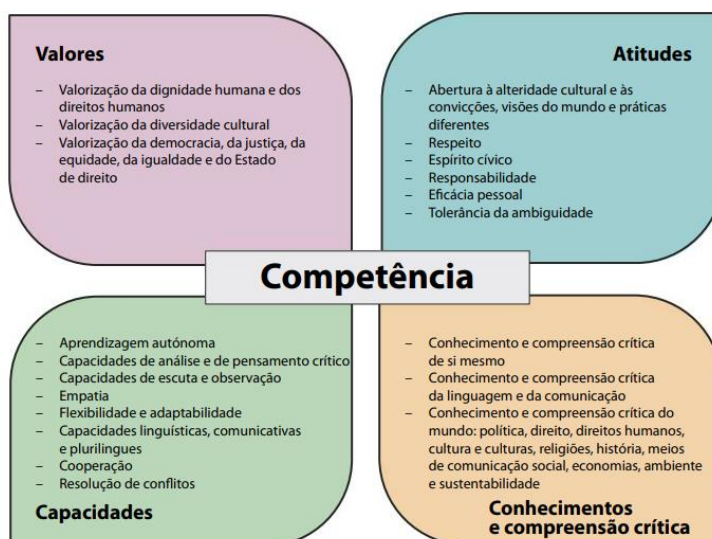 Valores
– Valorização da dignidade humana e dos
direitos humanos
– Valorização da diversidade cultural
– Valorização da democracia, da justiça, da
equidade, da igualdade e do Estado
de direito
Atitudes
– Abertura à alteridade cultural e às
convicções, visões do mundo e práticas
diferentes
– Respeito
– Espírito cívico
– Responsabilidade
– Eficácia pessoal
– Tolerância da ambiguidade
Competência
– Aprendizagem autónoma
– Capacidades de análise e de pensamento crítico
– Capacidades de escuta e observação
– Empatia
– Flexibilidade e adaptabilidade
– Capacidades linguísticas, comunicativas
e plurilingues
– Cooperação
– Resolução de conflitos
Capacidades
– Conhecimento e compreensão crítica
de si mesmo
– Conhecimento e compreensão crítica
da linguagem e da comunicação
– Conhecimento e compreensão crítica do
mundo: política, direito, direitos humanos,
cultura e culturas, religiões, história, meios
de comunicação social, economias, ambiente
e sustentabilidade
Conhecimentos
e compreensão crítica